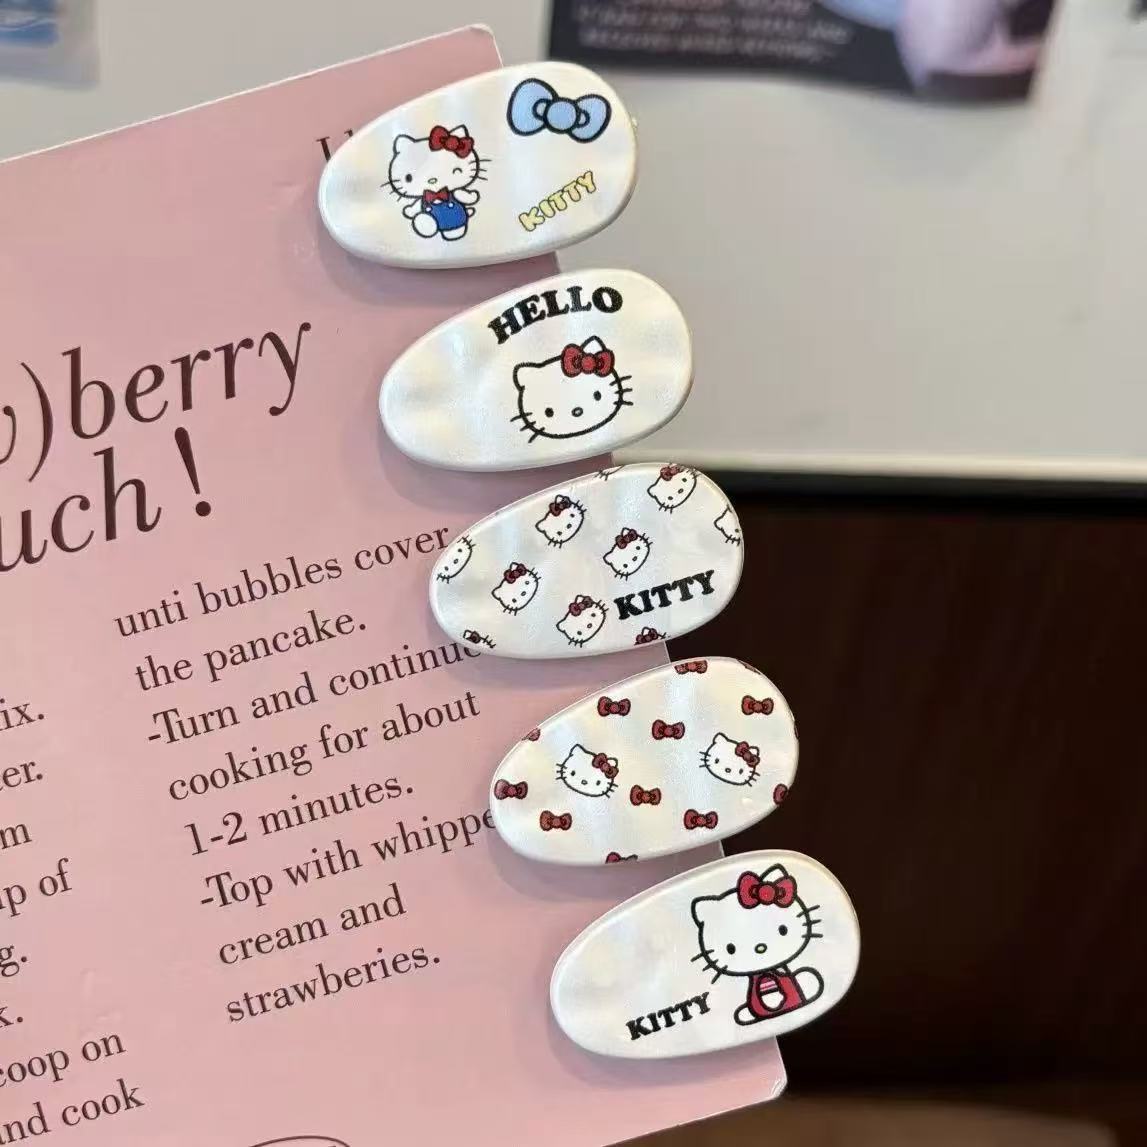 KITTY
HELLO
KITTY
KITTY
berry
uch!
unti bubbles cover
the pancake.
-Turn and continue
cooking for about
1-2 minutes.
-Top with whippe
cream and
strawberies.
ix.
er.
m
p of
g.
k.
coop on
nd cook